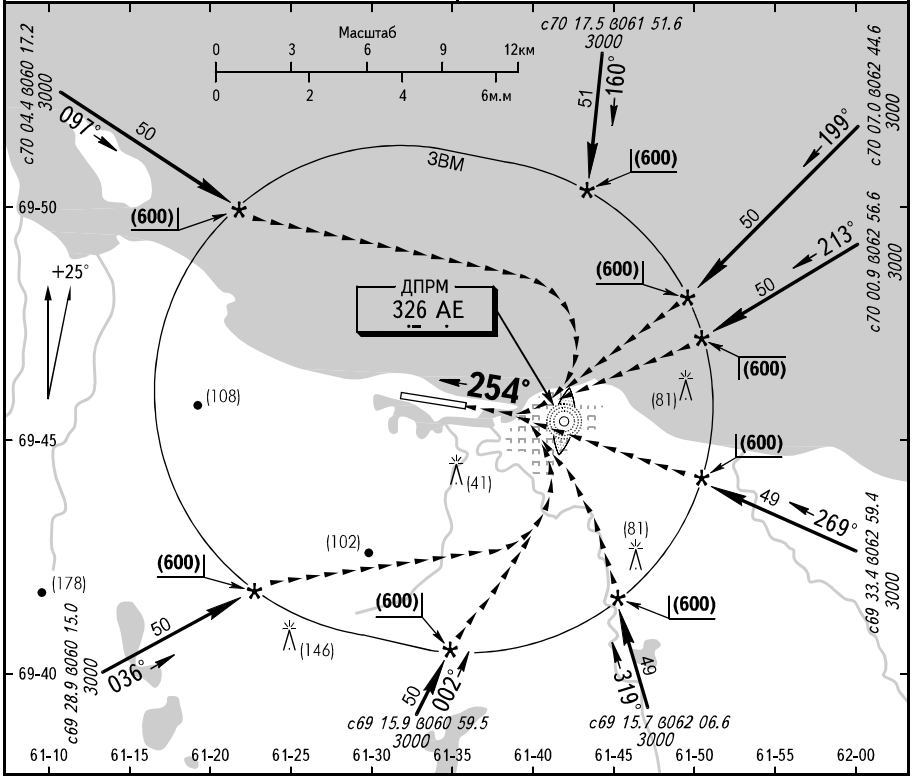 Масштаб
0 3 6 9 12км
0 2 4 6м.м
с70 17.5 в061 51.6
3000
51
160°
(600)
с70 04.4 в060 17.2
3000
097°
50
(600)
ЗВМ
с70 07.0 в062 44.6
3000
199°
50
(600)
с70 00.9 в062 56.6
3000
213°
50
(600)
69-50
+25°
ДПРМ
326 АЕ
254°
(108)
(81)
69-45
(41)
(600)
49
269°
с69 33.4 в062 59.4
3000
(102)
(81)
(178)
(600)
50
036°
с69 28.9 в060 15.0
3000
(146)
(600)
50
002°
с69 15.9 в060 59.5
3000
(600)
49
319°
с69 15.7 в062 06.6
3000
69-40
61-10 61-15 61-20 61-25 61-30 61-35 61-40 61-45 61-50 61-55 62-00